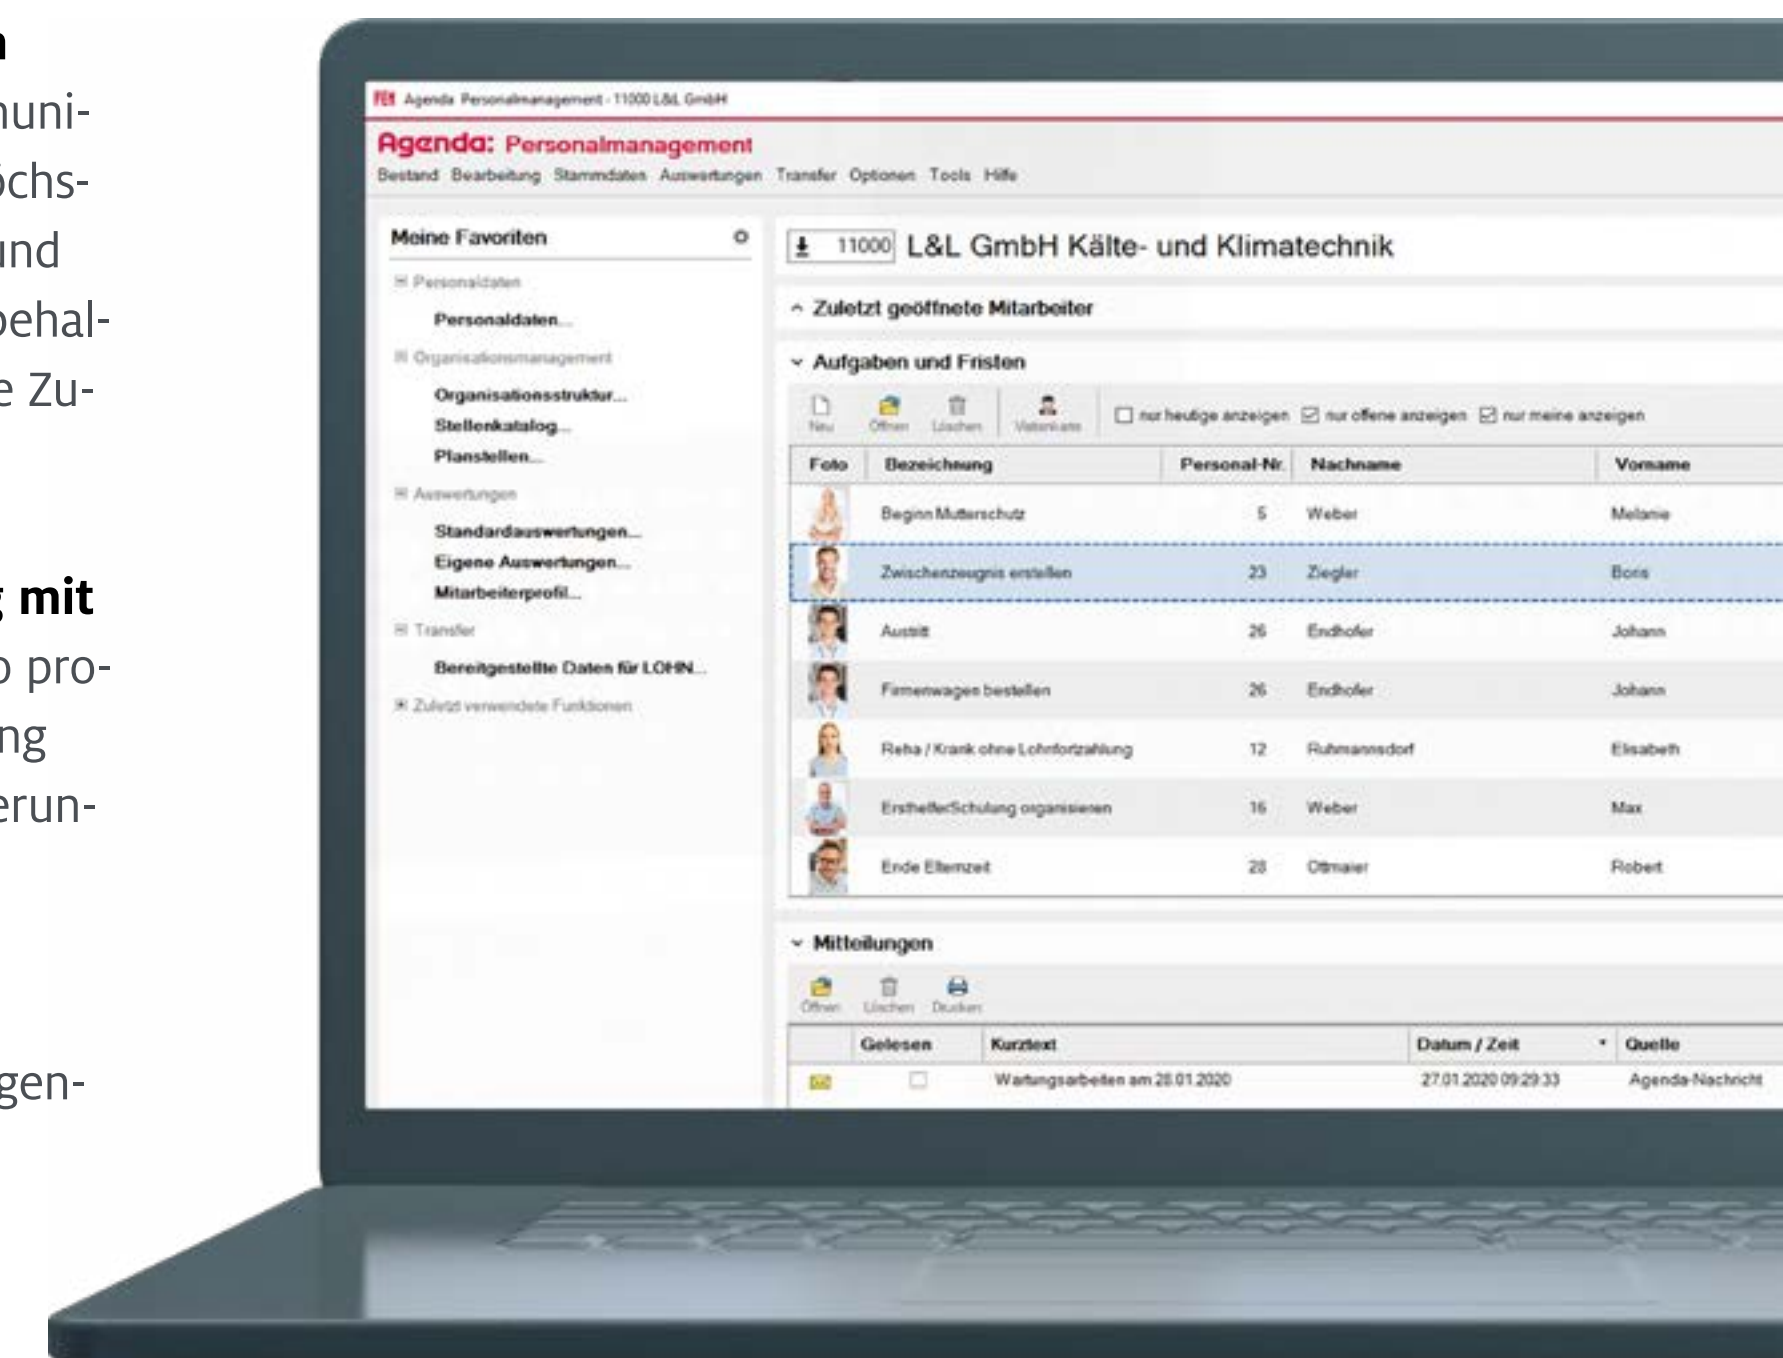 muni-
öchs-
und
behal-
e Zu-
g mit
o pro-
ng
erun-
gen-
Agenda Personalmanagement - 11000 L&L GmbH
Agenda: Personalmanagement
Bestand Bearbeitung Stammdaten Auswertungen Transfer Optionen Tools Hilfe
Meine Favoriten
Personaldaten
Personaldaten...
Organisationsmanagement
Organisationsstruktur...
Stellenkatalog...
Planstellen...
Auswertungen
Standardauswertungen...
Eigene Auswertungen...
Mitarbeiterprofil...
Transfer
Bereitgestellte Daten für LOHN...
Zuletzt verwendete Funktionen
11000 L&L GmbH Kälte- und Klimatechnik
Zuletzt geöffnete Mitarbeiter
Aufgaben und Fristen
Neu Öffnen Löschen Visitenkarte nur heutige anzeigen nur offene anzeigen nur meine anzeigen
Foto Bezeichnung Personal-Nr. Nachname Vorname
Beginn Mutterschutz 5 Weber Melanie
Zwischenzeugnis erstellen 23 Ziegler Boris
Austritt 26 Endhofer Johann
Firmenwagen bestellen 26 Endhofer Johann
Reha / Krank ohne Lohnfortzahlung 12 Ruhmannsdorf Elisabeth
ErsthelferSchulung organisieren 16 Weber Max
Ende Elternzeit 28 Ottmaier Robert
Mitteilungen
Öffnen Löschen Drucken
Gelesen Kurztext Datum / Zeit Quelle
Wartungsarbeiten am 28.01.2020 27.01.2020 09:29:33 Agenda-Nachricht